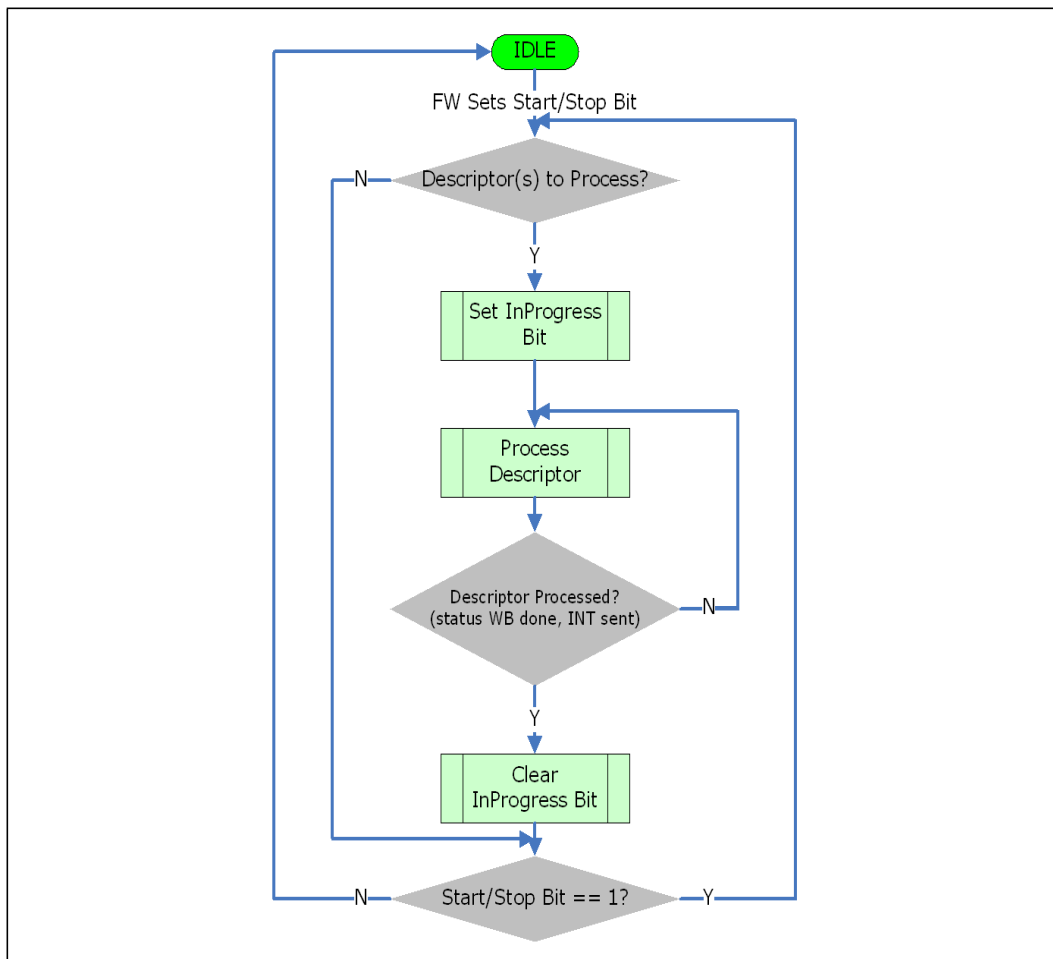 IDLE
FW Sets Start/Stop Bit
N
Descriptor(s) to Process?
Y
Set InProgress
Bit
Process
Descriptor
Descriptor Processed?
(status WB done, INT sent)
N
Y
Clear
InProgress Bit
N
Start/Stop Bit == 1?
Y